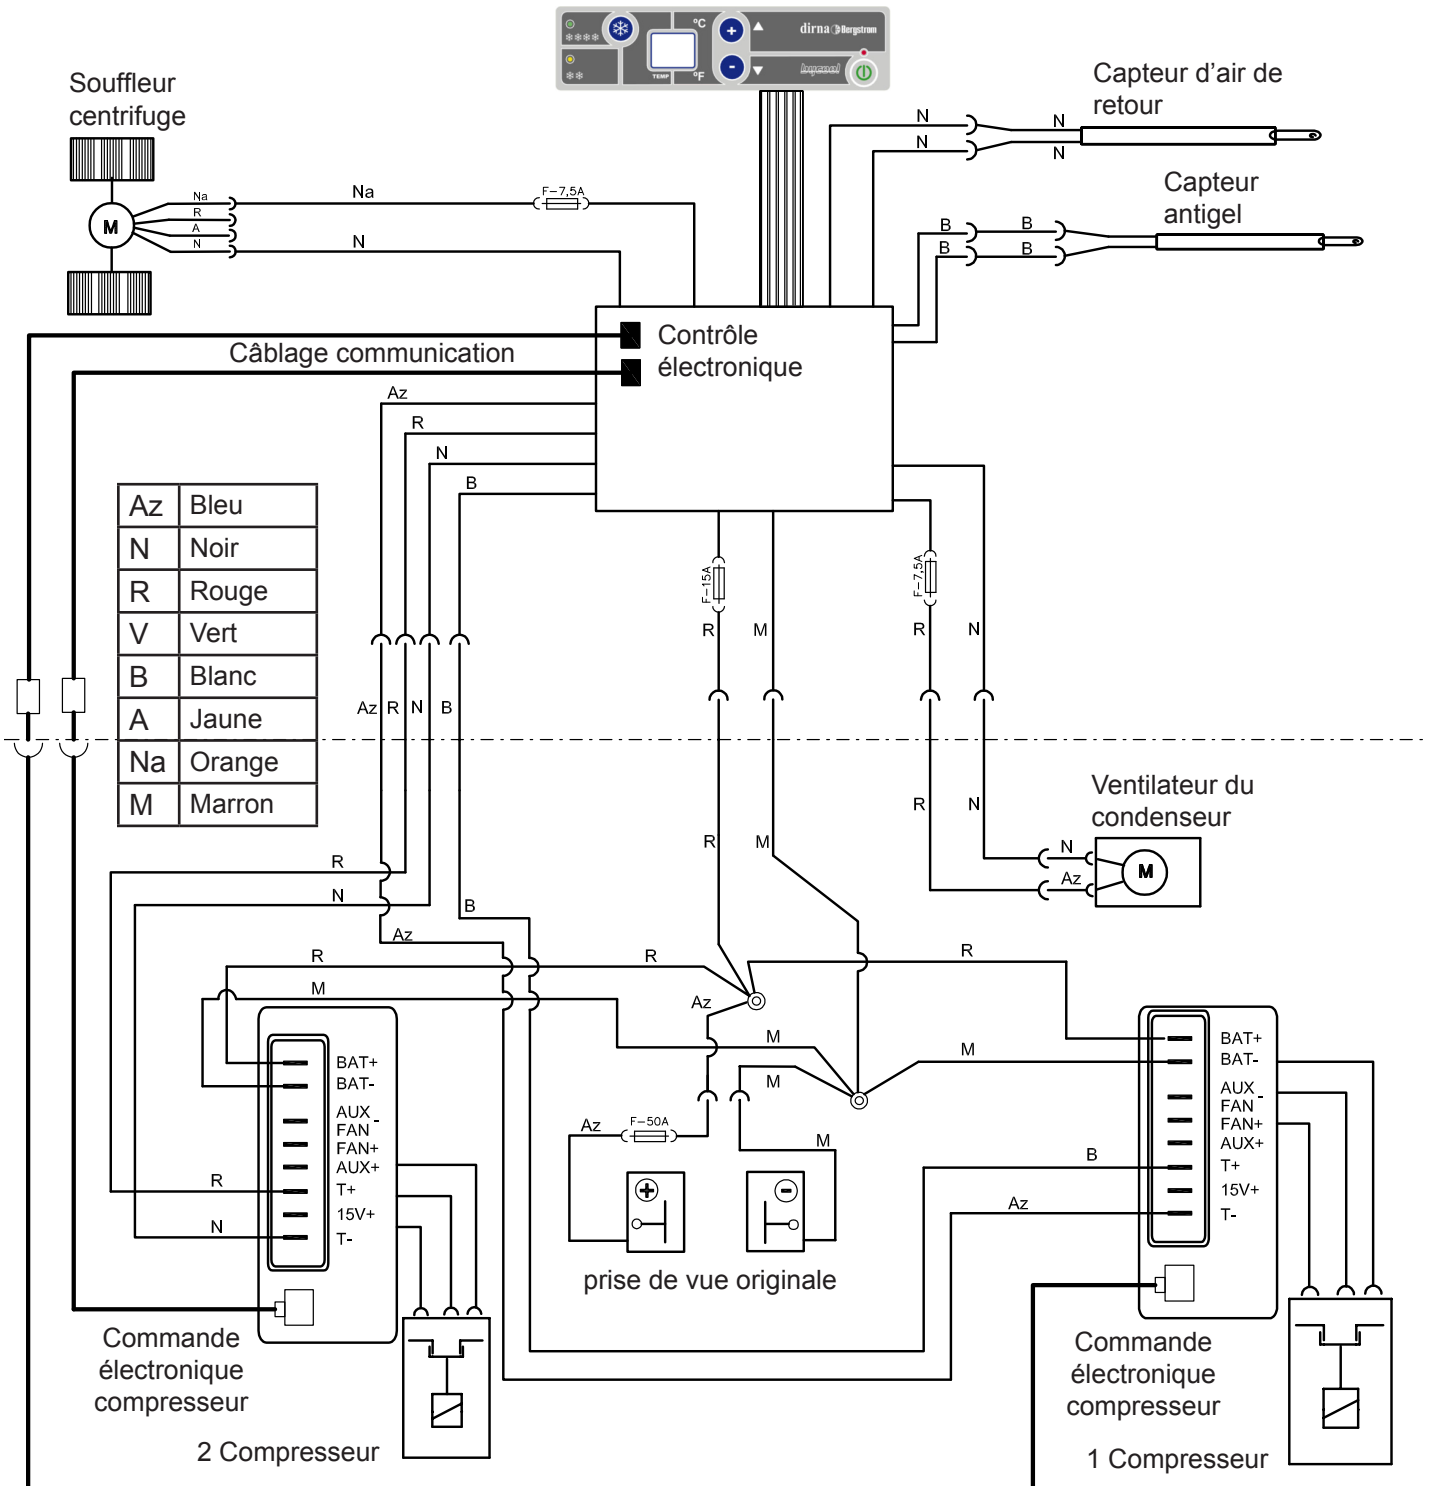 °C
dirna Bergstrom
TEMP
°F
bycool
Souffleur
centrifuge
Capteur d'air de
retour
N
N
N
N
Capteur
antigel
Na
R
A
N
Na
N
F-7,5A
M
B
B
B
B
Contrôle
électronique
Câblage communication
Az
R
N
B
Az Bleu
N Noir
R Rouge
V Vert
B Blanc
A Jaune
Na Orange
M Marron
F-15A
F-7,5A
R
M
R
N
Az
R
N
B
R
N
R
M
Ventilateur du
condenseur
N
Az
M
R
N
B
Az
R
R
R
M
Az
M
M
M
BAT+
BAT-
AUX -
FAN
FAN+
AUX+
T+
15V+
T-
R
N
Az
F-50A
M
+
-
prise de vue originale
B
Az
BAT+
BAT-
AUX -
FAN
FAN+
AUX+
T+
15V+
T-
Commande
électronique
compresseur
2 Compresseur
Commande
électronique
compresseur
1 Compresseur